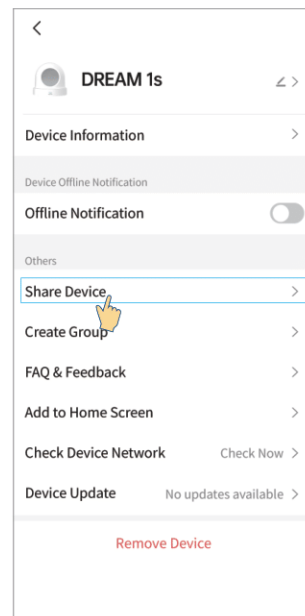 DREAM 1s
Device Information
Device Offline Notification
Offline Notification
Others
Share Device
Create Group
FAQ & Feedback
Add to Home Screen
Check Device Network Check Now
Device Update No updates available
Remove Device